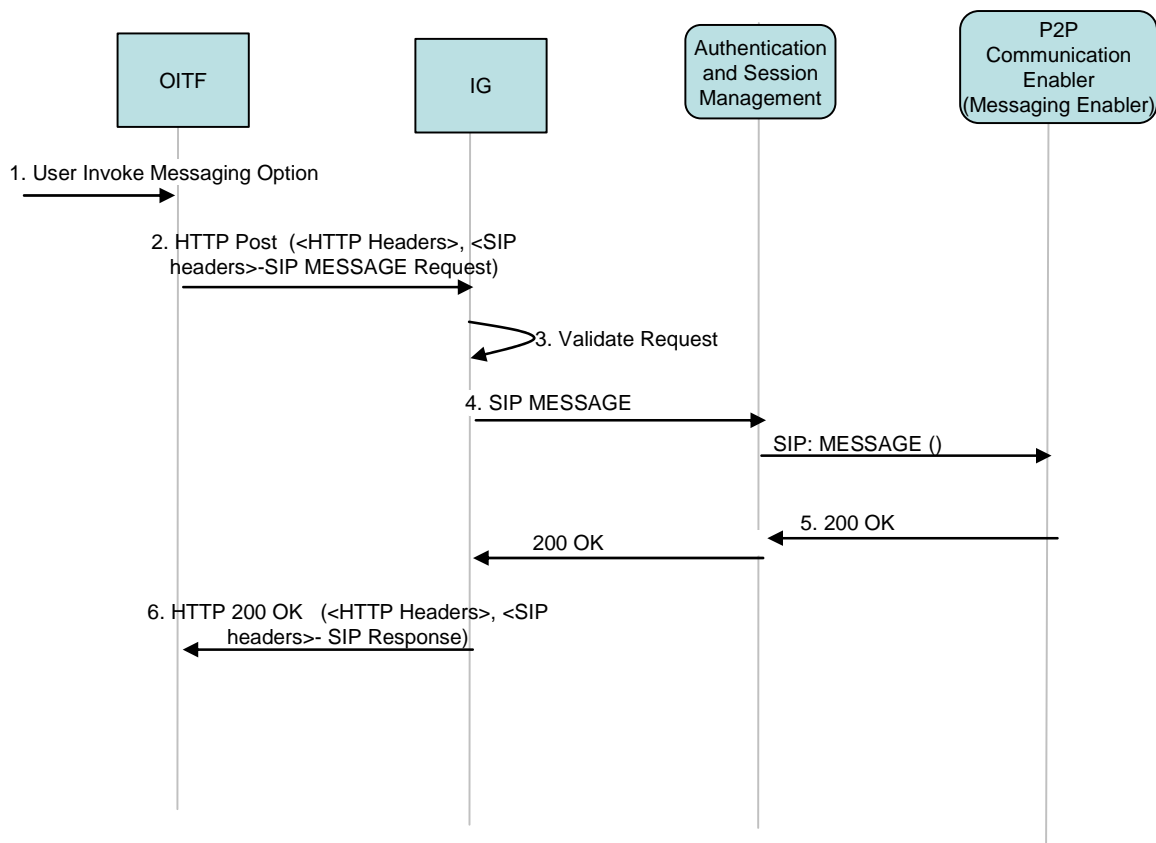 OITF
IG
Authentication
and Session
Management
P2P
Communication
Enabler
(Messaging Enabler)
1. User Invoke Messaging Option
2. HTTP Post (<HTTP Headers>, <SIP
headers>-SIP MESSAGE Request)
3. Validate Request
4. SIP MESSAGE
SIP: MESSAGE ()
5. 200 OK
200 OK
6. HTTP 200 OK (<HTTP Headers>, <SIP
headers>- SIP Response)